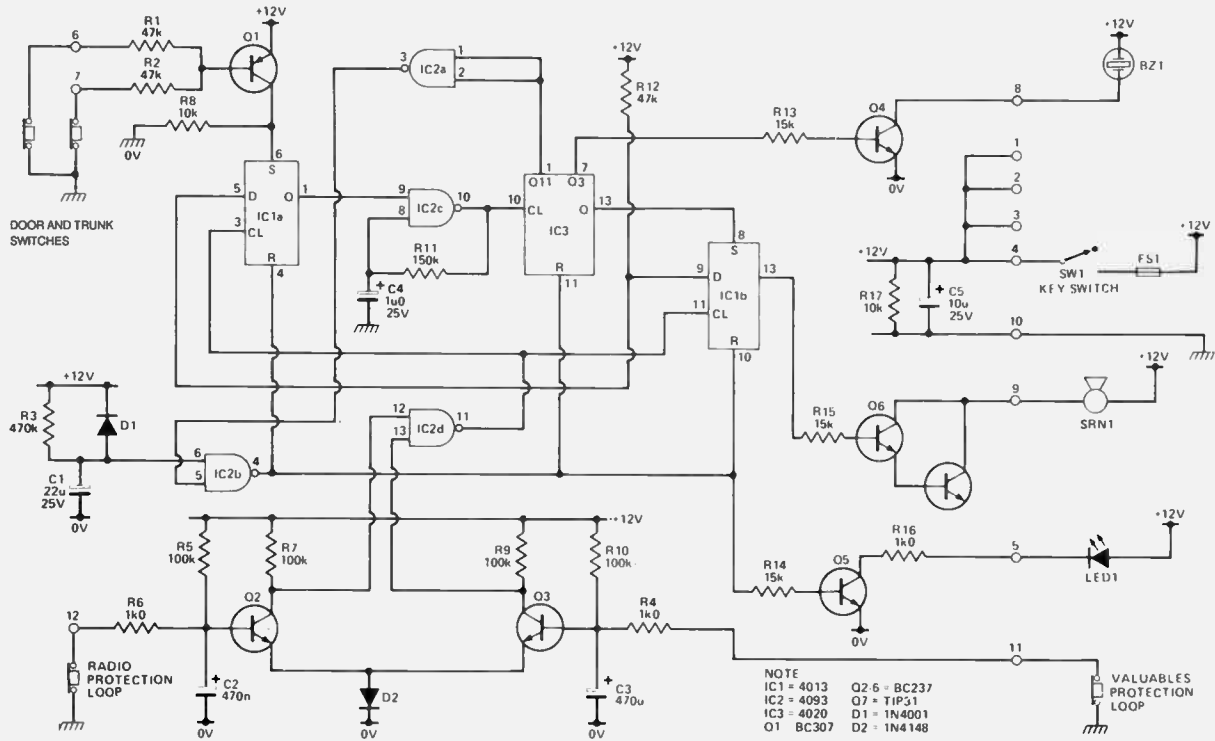 +12V
R1
47k
6
Q1
R2
47k
7
R8
10k
0V
DOOR AND TRUNK
SWITCHES
6
S
5
D
O
1
IC1a
3
CL
R
4
3
IC2a
1
2
9
8
IC2c
10
R11
150k
+
C4
1u0
25V
+12V
R12
47k
1
7
O11
O3
10
CL
O
13
IC3
R
11
R13
15k
Q4
0V
8
+12V
BZ1
1
2
3
4
+12V
R17
10k
+
C5
10u
25V
SW1
KEY SWITCH
FS1
+12V
10
8
S
9
D
13
IC1b
11
CL
R
10
+12V
R3
470k
D1
C1
22u
25V
0V
6
5
IC2b
4
12
13
IC2d
11
R15
15k
Q6
9
+12V
SRN1
+12V
R5
100k
R7
100k
R9
100k
R10
100k
R14
15k
Q5
0V
R16
1k0
5
+12V
LED1
12
R6
1k0
Q2
Q3
R4
1k0
11
RADIO
PROTECTION
LOOP
+
C2
470n
0V
D2
0V
+
C3
470u
0V
NOTE
IC1 = 4013 Q2-6 = BC237
IC2 = 4093 Q7 = TIP31
IC3 = 4020 D1 = 1N4001
Q1 BC307 D2 = 1N4148
VALUABLES
PROTECTION
LOOP